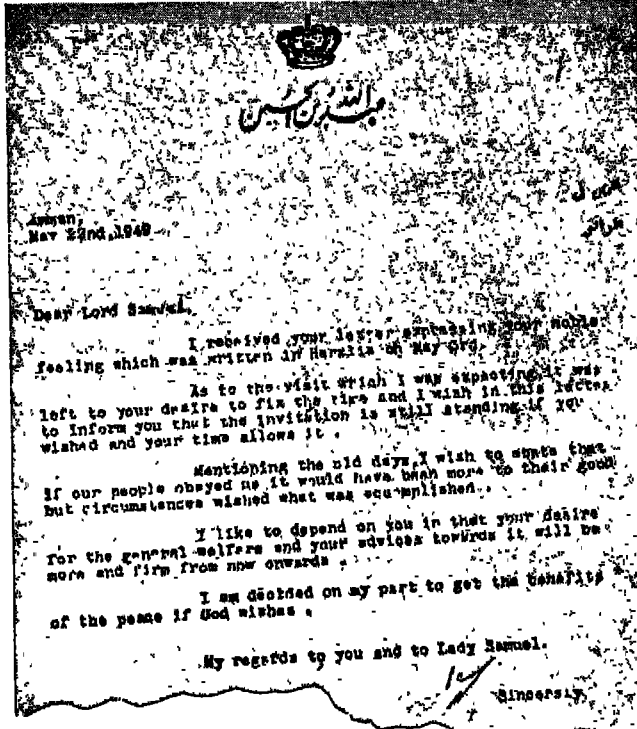 عبد الله بن الحسين
Amman,
May 22nd, 1949
Dear Lord Samuel,
I received your letter expressing your noble
feeling which was written in Harzlia on May 3rd.
As to the visit which I was expecting it was
left to your desire to fix the time and I wish in this letter
to inform you that the invitation is still standing if you
wished and your time allows it .
Mentioning the old days, I wish to state that
if our people obeyed us it would have been more to their good
but circumstances wished what was accomplished .
I like to depend on you in that your desire
for the general welfare and your advices towards it will be
more and firm from now onwards .
I am decided on my part to get the benefits
of the peace if God wishes .
My regards to you and to Lady Samuel.
Sincerely,